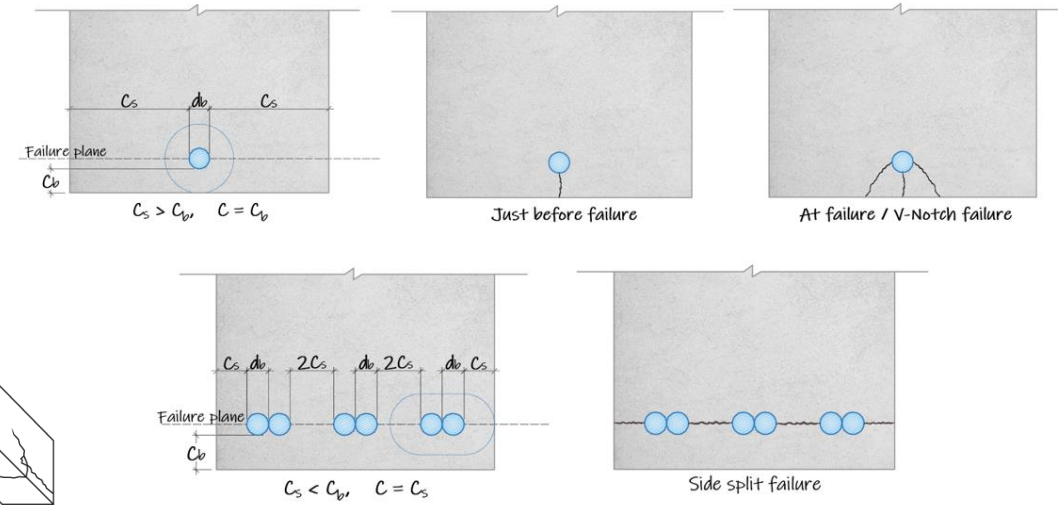 Cs db Cs
Failure plane
Cb
Cs > Cb, C = Cb
Just before failure
At failure / V-Notch failure
Cs db 2Cs db 2Cs db Cs
Failure plane
Cb
Cs < Cb, C = Cs
Side split failure